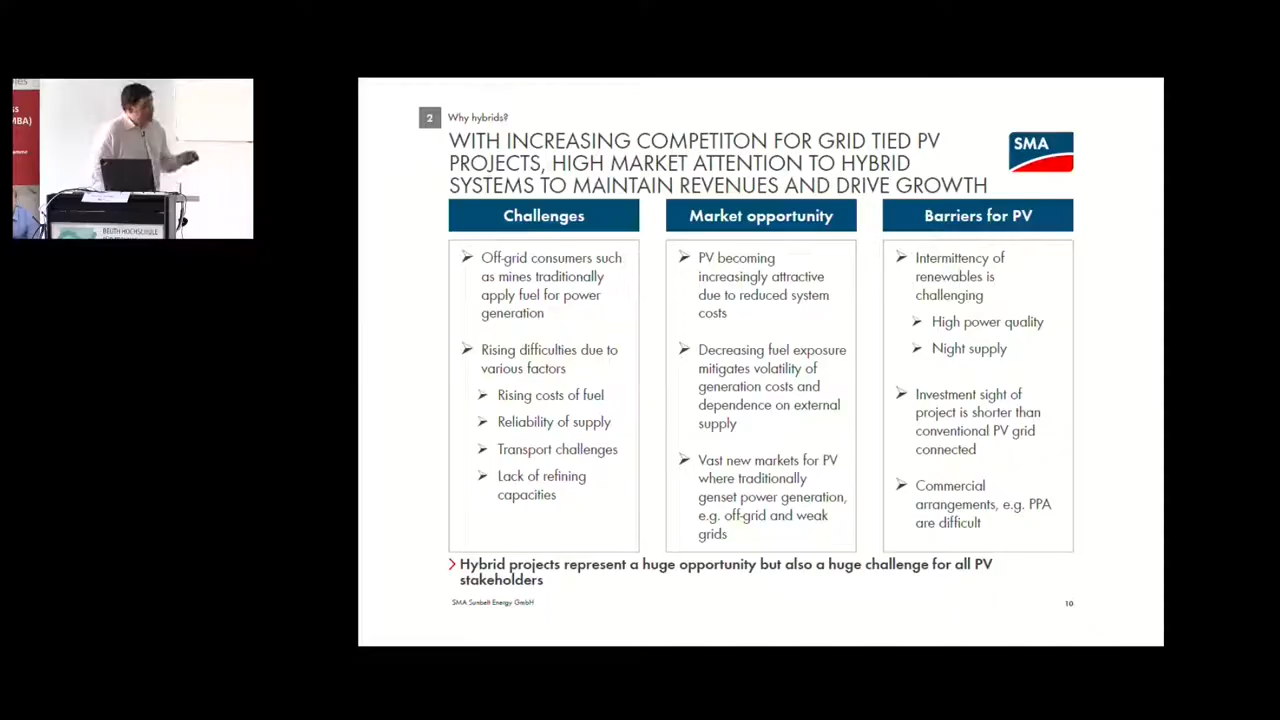 2
Why hybrids?
WITH INCREASING COMPETITON FOR GRID TIED PV
PROJECTS, HIGH MARKET ATTENTION TO HYBRID
SYSTEMS TO MAINTAIN REVENUES AND DRIVE GROWTH
SMA
Challenges
Off-grid consumers such
as mines traditionally
apply fuel for power
generation
Rising difficulties due to
various factors
Rising costs of fuel
Reliability of supply
Transport challenges
Lack of refining
capacities
Market opportunity
PV becoming
increasingly attractive
due to reduced system
costs
Decreasing fuel exposure
mitigates volatility of
generation costs and
dependence on external
supply
Vast new markets for PV
where traditionally
genset power generation,
e.g. off-grid and weak
grids
Barriers for PV
Intermittency of
renewables is
challenging
High power quality
Night supply
Investment sight of
project is shorter than
conventional PV grid
connected
Commercial
arrangements, e.g. PPA
are difficult
Hybrid projects represent a huge opportunity but also a huge challenge for all PV
stakeholders
SMA Sunbelt Energy GmbH
10
MBA)
BEUTH HOCHSCHULE